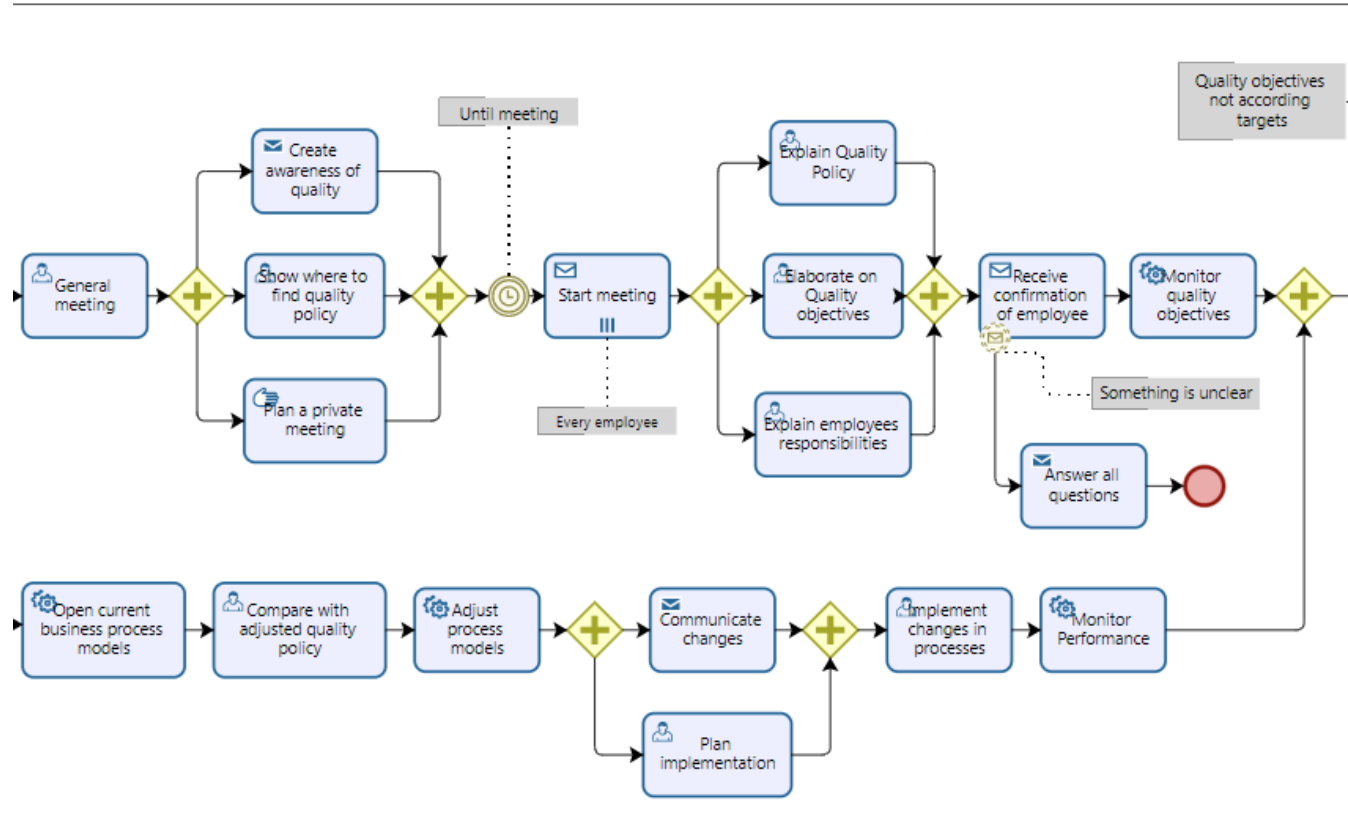 Quality objectives
not according
targets
Until meeting
Create
awareness of
quality
Explain Quality
Policy
General
meeting
Show where to
find quality
policy
Start meeting
Elaborate on
Quality
objectives
Receive
confirmation
of employee
Monitor
quality
objectives
Plan a private
meeting
Every employee
Explain employees
responsibilities
Something is unclear
Answer all
questions
Open current
business process
models
Compare with
adjusted quality
policy
Adjust
process
models
Communicate
changes
Implement
changes in
processes
Monitor
Performance
Plan
implementation